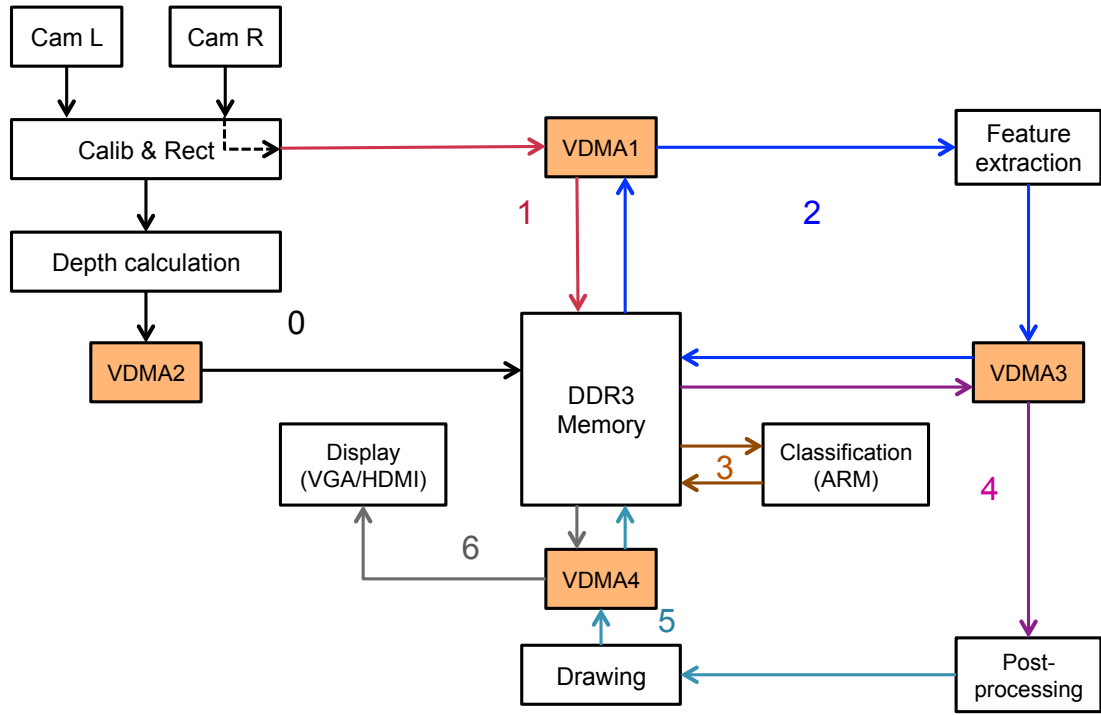 Cam L
Cam R
Calib & Rect
VDMA1
Feature
extraction
1
2
Depth calculation
0
VDMA2
DDR3
Memory
VDMA3
Display
(VGA/HDMI)
3
Classification
(ARM)
4
6
VDMA4
5
Drawing
Post-
processing